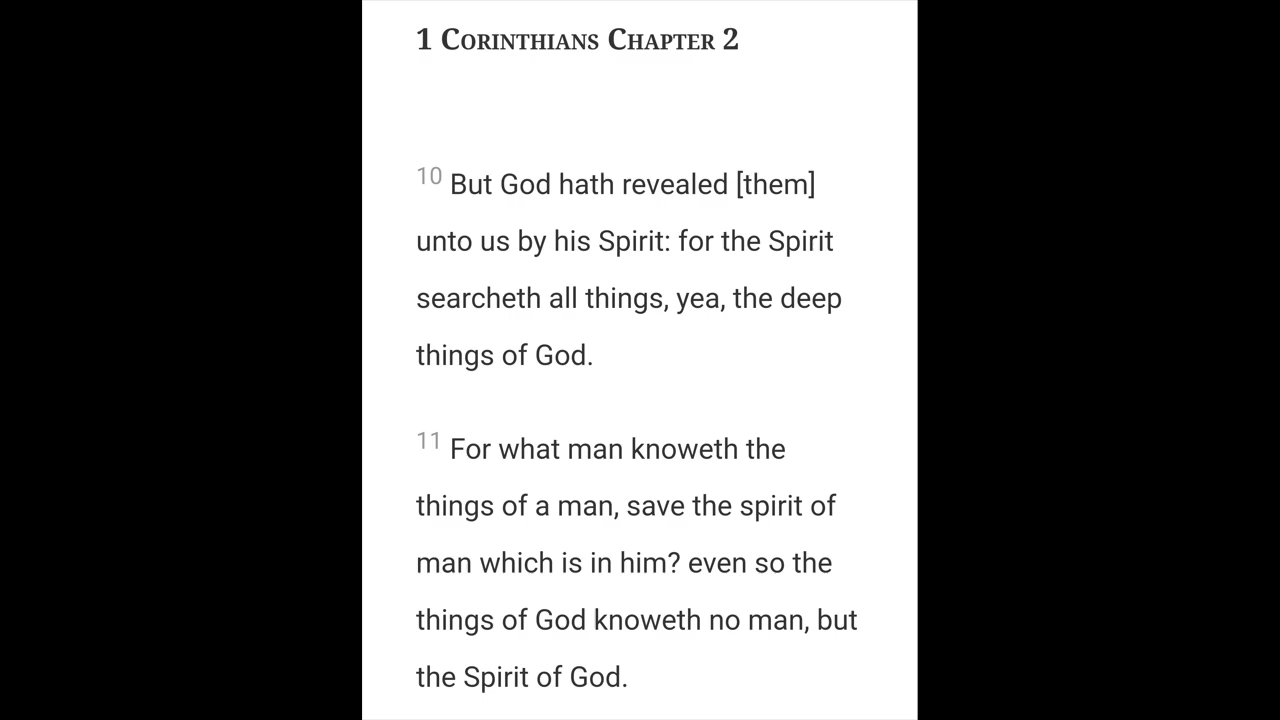 1 Corinthians Chapter 2
10 But God hath revealed [them]
unto us by his Spirit: for the Spirit
searcheth all things, yea, the deep
things of God.
11 For what man knoweth the
things of a man, save the spirit of
man which is in him? even so the
things of God knoweth no man, but
the Spirit of God.